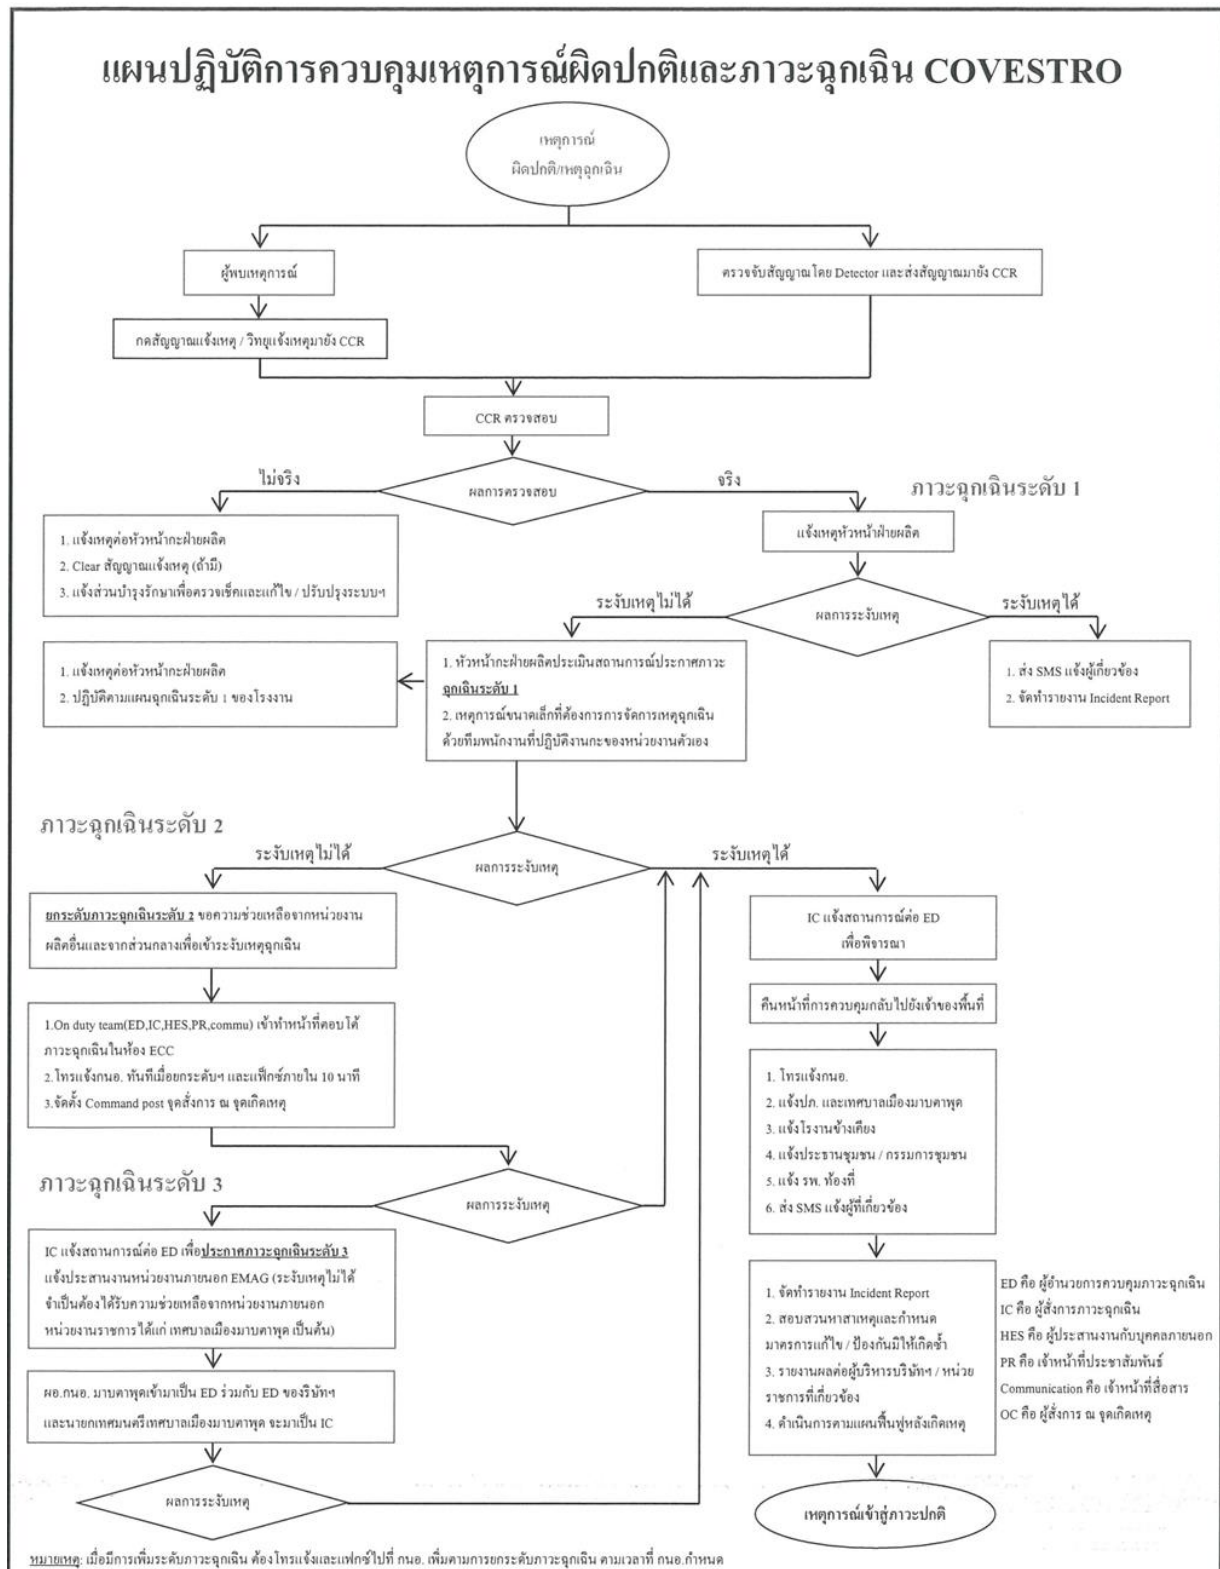 แผนปฏิบัติการควบคุมเหตุการณ์ผิดปกติและภาวะฉุกเฉิน COVESTRO
เหตุการณ์
ผิดปกติ/เหตุฉุกเฉิน
ผู้พบเหตุการณ์
ตรวจจับสัญญาณโดย Detector และส่งสัญญาณมายัง CCR
กดสัญญาณแจ้งเหตุ / วิทยุแจ้งเหตุมายัง CCR
CCR ตรวจสอบ
ไม่จริง
ผลการตรวจสอบ
จริง
ภาวะฉุกเฉินระดับ 1
1. แจ้งเหตุต่อหัวหน้ากะฝ่ายผลิต
2. Clear สัญญาณแจ้งเหตุ (ถ้ามี)
3. แจ้งส่วนบำรุงรักษาเพื่อตรวจเช็คและแก้ไข / ปรับปรุงระบบฯ
แจ้งเหตุหัวหน้าฝ่ายผลิต
ระงับเหตุไม่ได้
ผลการระงับเหตุ
ระงับเหตุได้
1. แจ้งเหตุต่อหัวหน้ากะฝ่ายผลิต
2. ปฏิบัติตามแผนฉุกเฉินระดับ 1 ของโรงงาน
1. หัวหน้ากะฝ่ายผลิตประเมินสถานการณ์ประกาศภาวะ
ฉุกเฉินระดับ 1
2. เหตุการณ์ขนาดเล็กที่ต้องการการจัดการเหตุฉุกเฉิน
ด้วยทีมพนักงานที่ปฏิบัติงานกะของหน่วยงานตัวเอง
1. ส่ง SMS แจ้งผู้เกี่ยวข้อง
2. จัดทำรายงาน Incident Report
ภาวะฉุกเฉินระดับ 2
ระงับเหตุไม่ได้
ผลการระงับเหตุ
ระงับเหตุได้
ยกระดับภาวะฉุกเฉินระดับ 2 ขอความช่วยเหลือจากหน่วยงาน
ผลิตอื่นและจากส่วนกลางเพื่อเข้าระงับเหตุฉุกเฉิน
IC แจ้งสถานการณ์ต่อ ED
เพื่อพิจารณา
คืนหน้าที่การควบคุมกลับไปยังเจ้าของพื้นที่
1.On duty team(ED,IC,HES,PR,commu) เข้าทำหน้าที่ตอบโต้
ภาวะฉุกเฉินในห้อง ECC
2.โทรแจ้งกนอ. ทันทีเมื่อยกระดับฯ และแฟ็กซ์ภายใน 10 นาที
3.จัดตั้ง Command post จุดสั่งการ ณ จุดเกิดเหตุ
1. โทรแจ้งกนอ.
2. แจ้งปภ. และเทศบาลเมืองมาบตาพุด
3. แจ้งโรงานข้างเคียง
4. แจ้งประธานชุมชน / กรรมการชุมชน
5. แจ้ง รพ. ท้องที่
6. ส่ง SMS แจ้งผู้ที่เกี่ยวข้อง
ภาวะฉุกเฉินระดับ 3
ผลการระงับเหตุ
IC แจ้งสถานการณ์ต่อ ED เพื่อประกาศภาวะฉุกเฉินระดับ 3
แจ้งประสานงานหน่วยงานภายนอก EMAG (ระงับเหตุไม่ได้
จำเป็นต้องได้รับความช่วยเหลือจากหน่วยงานภายนอก
หน่วยงานราชการได้แก่ เทศบาลเมืองมาบตาพุด เป็นต้น)
1. จัดทำรายงาน Incident Report
2. สอบสวนหาสาเหตุและกำหนด
มาตรการแก้ไข / ป้องกันมิให้เกิดซ้ำ
3. รายงานผลต่อผู้บริหารบริษัทฯ / หน่วย
ราชการที่เกี่ยวข้อง
4. ดำเนินการตามแผนฟื้นฟูหลังเกิดเหตุ
ED คือ ผู้อำนวยการควบคุมภาวะฉุกเฉิน
IC คือ ผู้สั่งการภาวะฉุกเฉิน
HES คือ ผู้ประสานงานกับบุคคลภายนอก
PR คือ เจ้าหน้าที่ประชาสัมพันธ์
Communication คือ เจ้าหน้าที่สื่อสาร
OC คือ ผู้สั่งการ ณ จุดเกิดเหตุ
ผอ.กนอ. มาบตาพุดเข้ามาเป็น ED ร่วมกับ ED ของริษัทฯ
และนายกเทศมนตรีเทศบาลเมืองมาบตาพุด จะมาเป็น IC
ผลการระงับเหตุ
เหตุการณ์เข้าสู่ภาวะปกติ
หมายเหตุ: เมื่อมีการเพิ่มระดับภาวะฉุกเฉิน ต้องโทรแจ้งและแฟกซ์ไปที่ กนอ. เพิ่มตามการยกระดับภาวะฉุกเฉิน ตามเวลาที่ กนอ.กำหนด